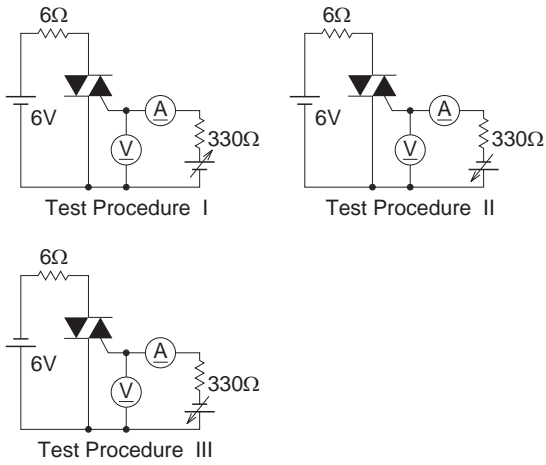 6Ω
6V
A
V
330Ω
Test Procedure I
6Ω
6V
A
V
330Ω
Test Procedure II
6Ω
6V
A
V
330Ω
Test Procedure III